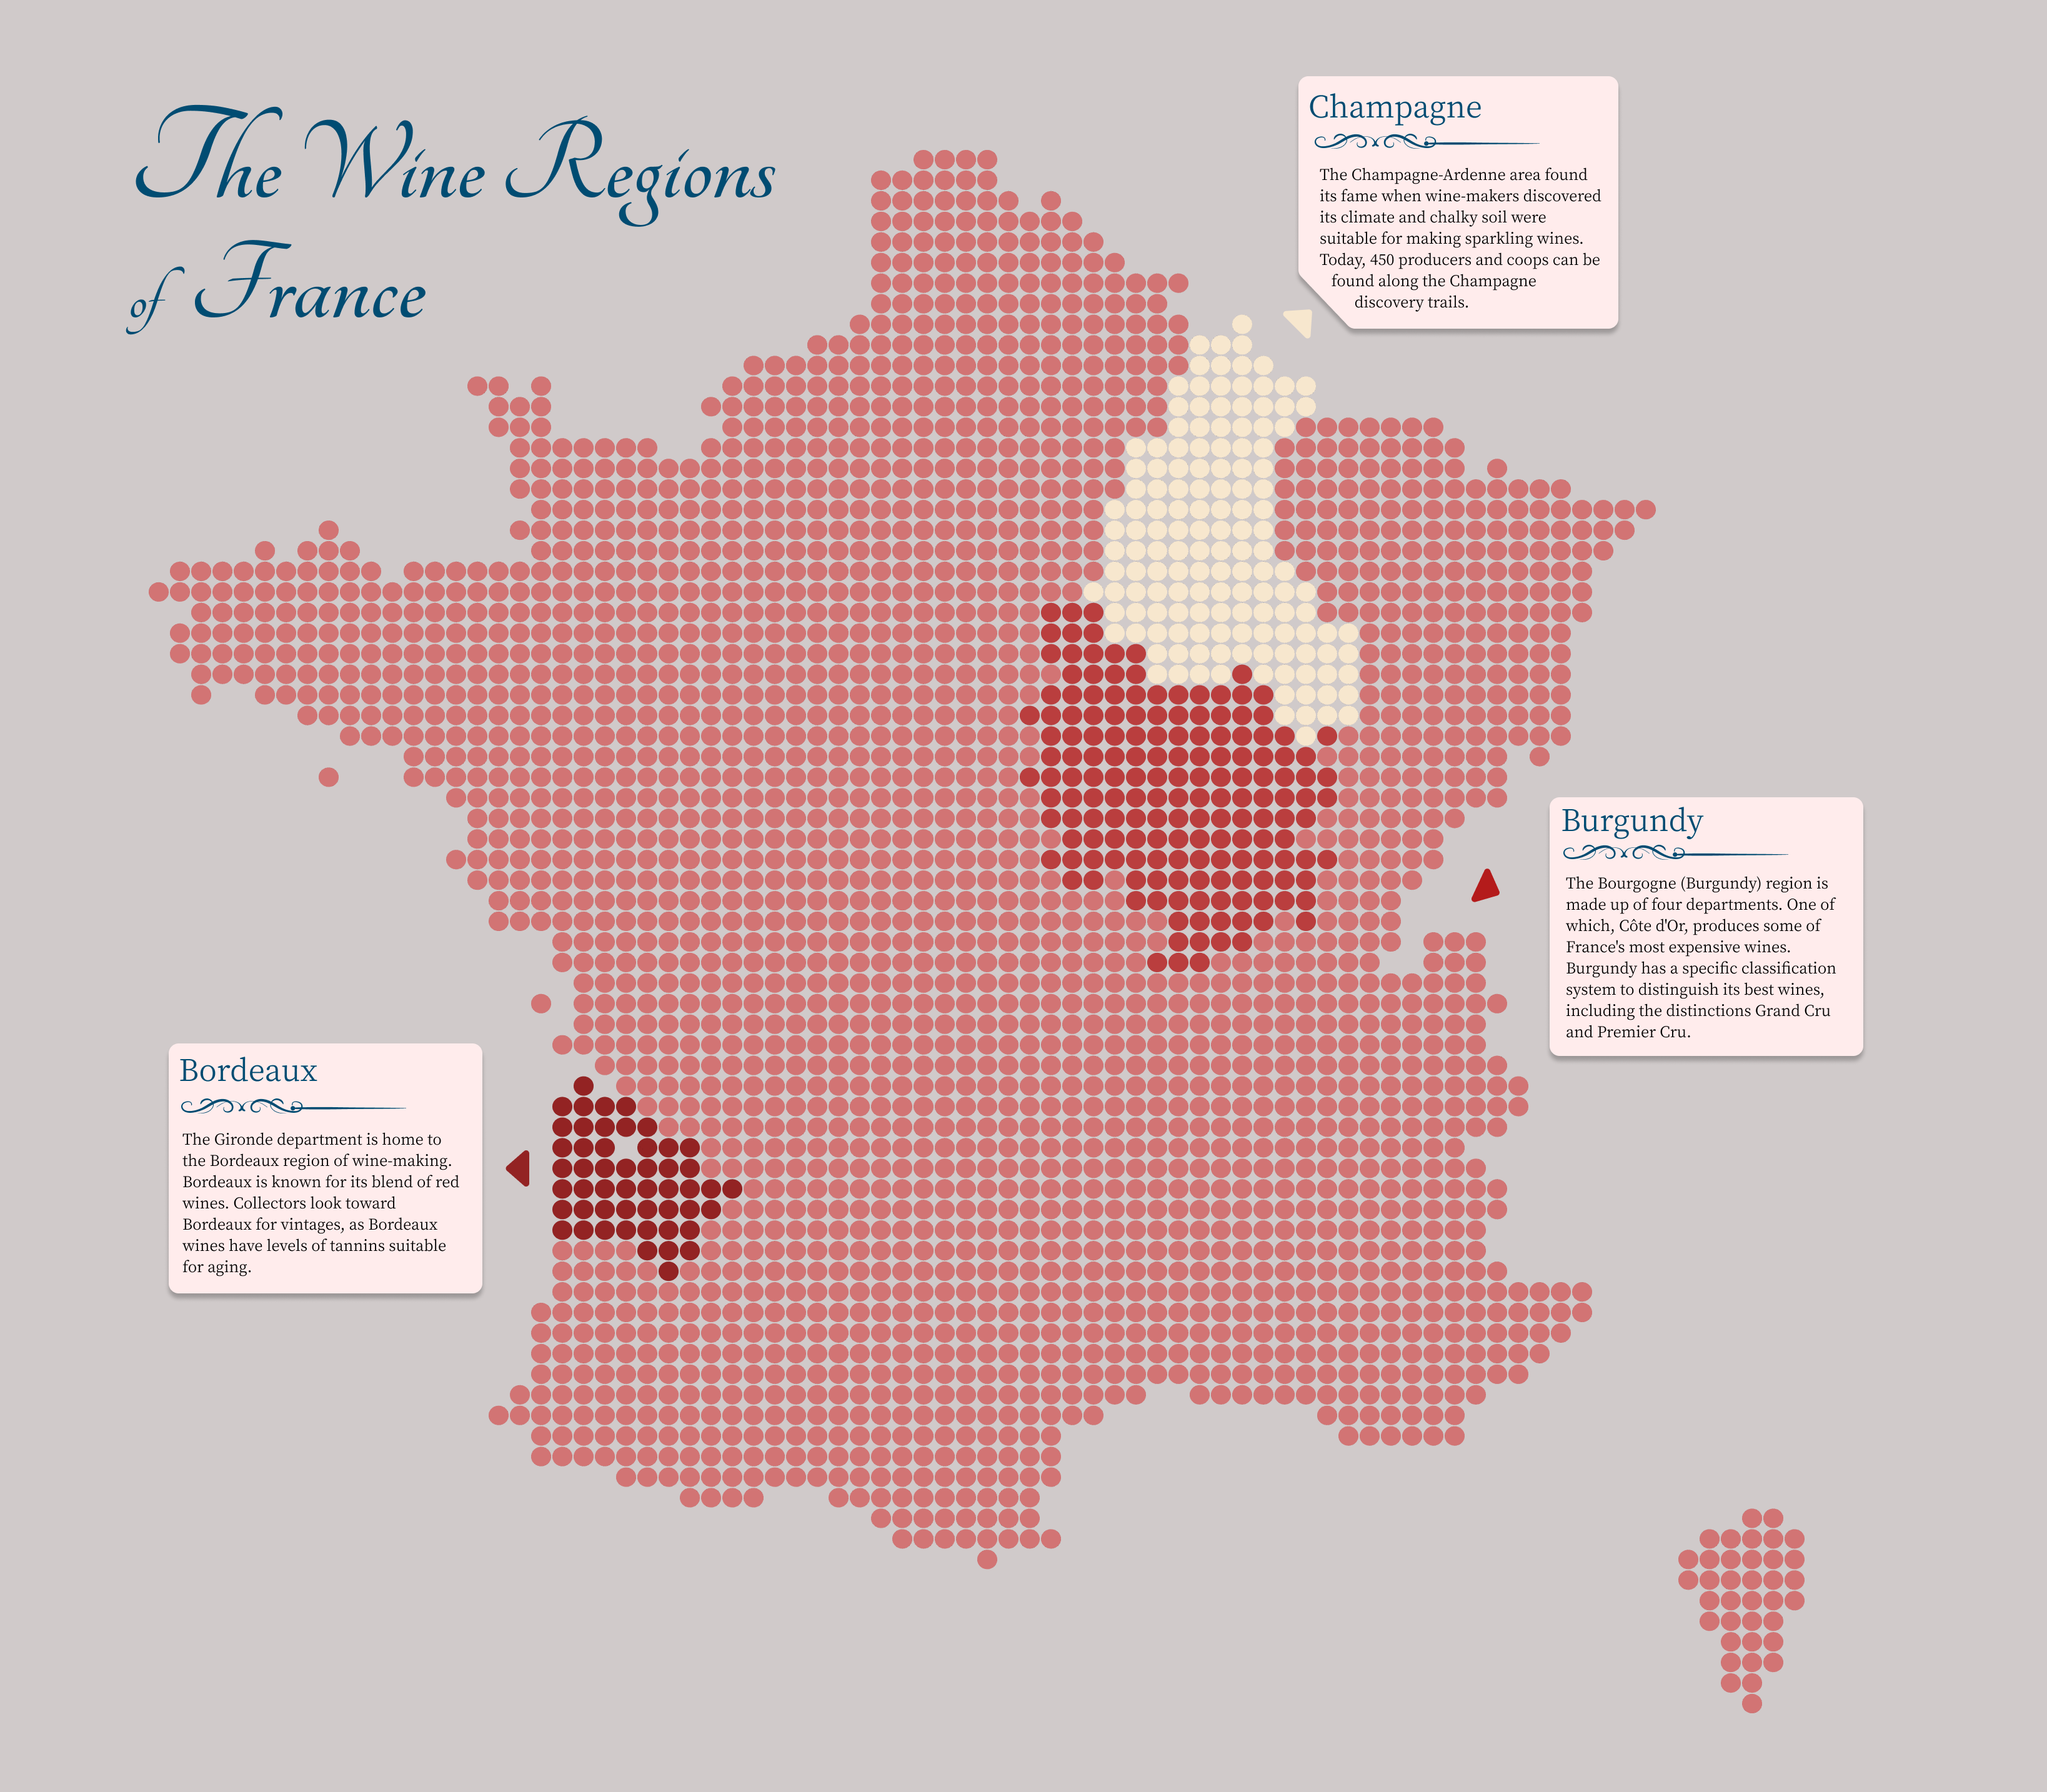 The Wine Regions
of France
Champagne
The Champagne-Ardenne area found
its fame when wine-makers discovered
its climate and chalky soil were
suitable for making sparkling wines.
Today, 450 producers and coops can be
found along the Champagne
discovery trails.
Burgundy
The Bourgogne (Burgundy) region is
made up of four departments. One of
which, Côte d'Or, produces some of
France's most expensive wines.
Burgundy has a specific classification
system to distinguish its best wines,
including the distinctions Grand Cru
and Premier Cru.
Bordeaux
The Gironde department is home to
the Bordeaux region of wine-making.
Bordeaux is known for its blend of red
wines. Collectors look toward
Bordeaux for vintages, as Bordeaux
wines have levels of tannins suitable
for aging.